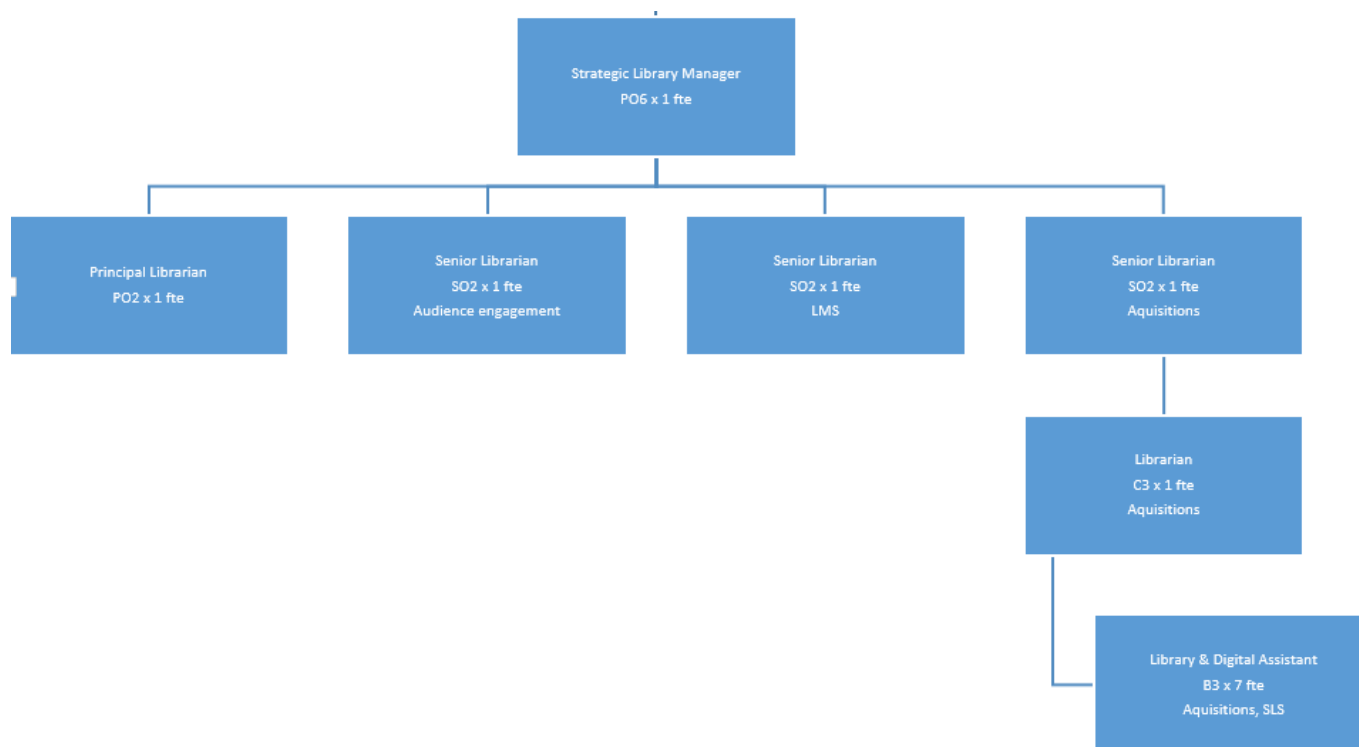 Strategic Library Manager
PO6 x 1 fte
Principal Librarian
PO2 x 1 fte
Senior Librarian
SO2 x 1 fte
Audience engagement
Senior Librarian
SO2 x 1 fte
LMS
Senior Librarian
SO2 x 1 fte
Aquisitions
Librarian
C3 x 1 fte
Aquisitions
Library & Digital Assistant
B3 x 7 fte
Aquisitions, SLS